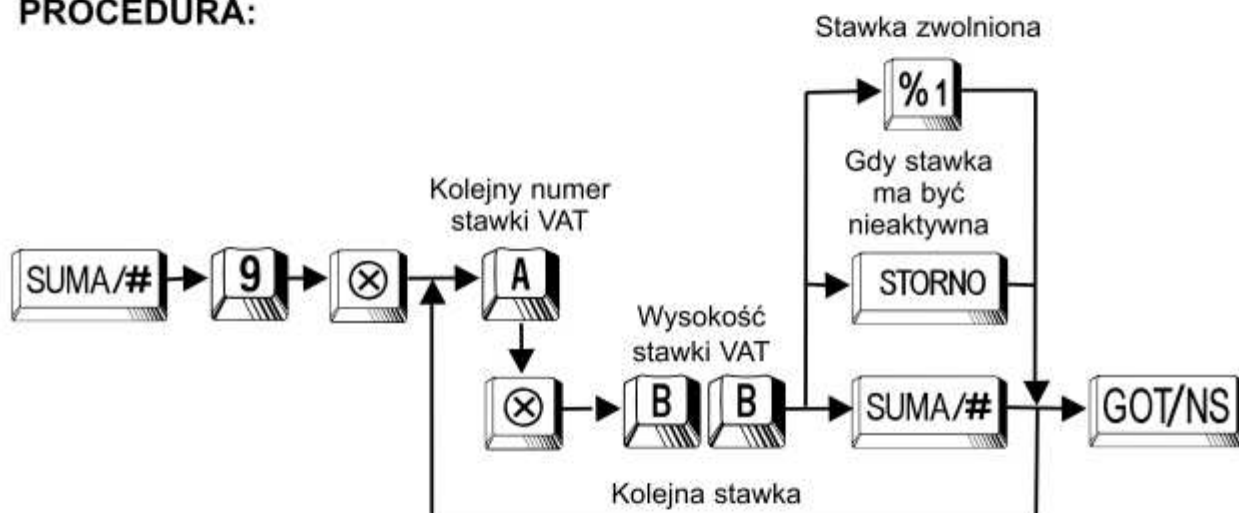 PROCEDURA:
Stawka zwolniona
% 1
Gdy stawka
ma być
nieaktywna
Kolejny numer
stawki VAT
SUMA/#
9
⊗
A
STORNO
Wysokość
stawki VAT
⊗
B
B
SUMA/#
GOT/NS
Kolejna stawka